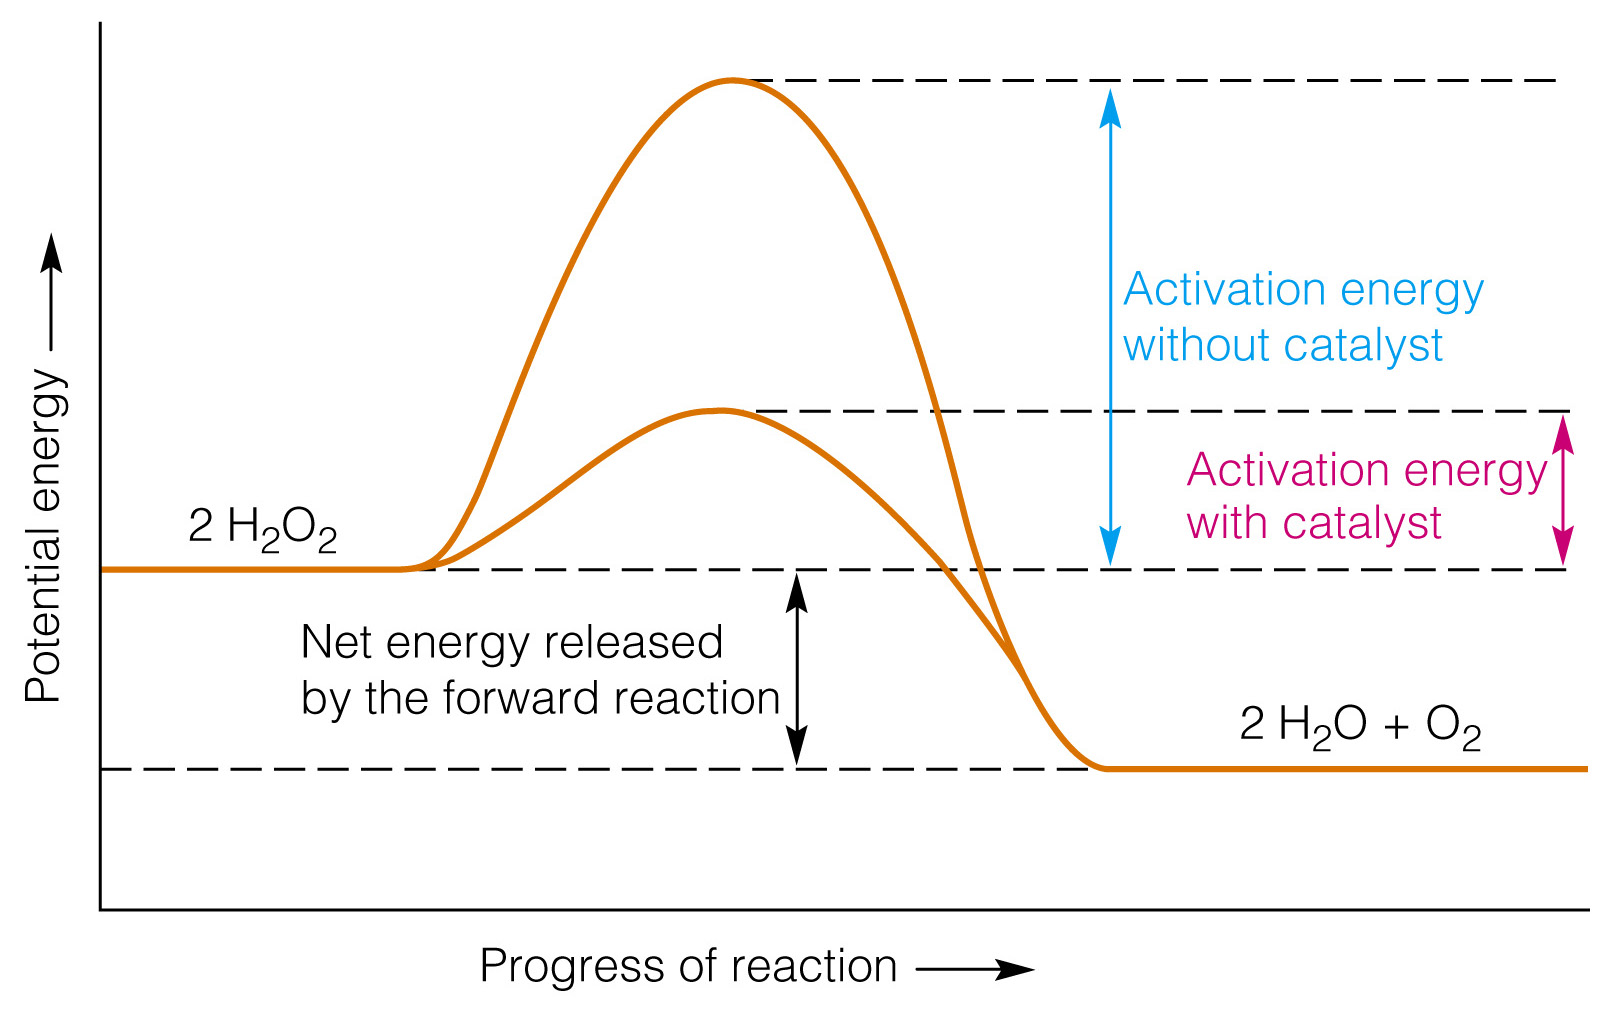 Activation energy
without catalyst
Activation energy
with catalyst
2 H₂O₂
Net energy released
by the forward reaction
2 H₂O + O₂
Potential energy
Progress of reaction